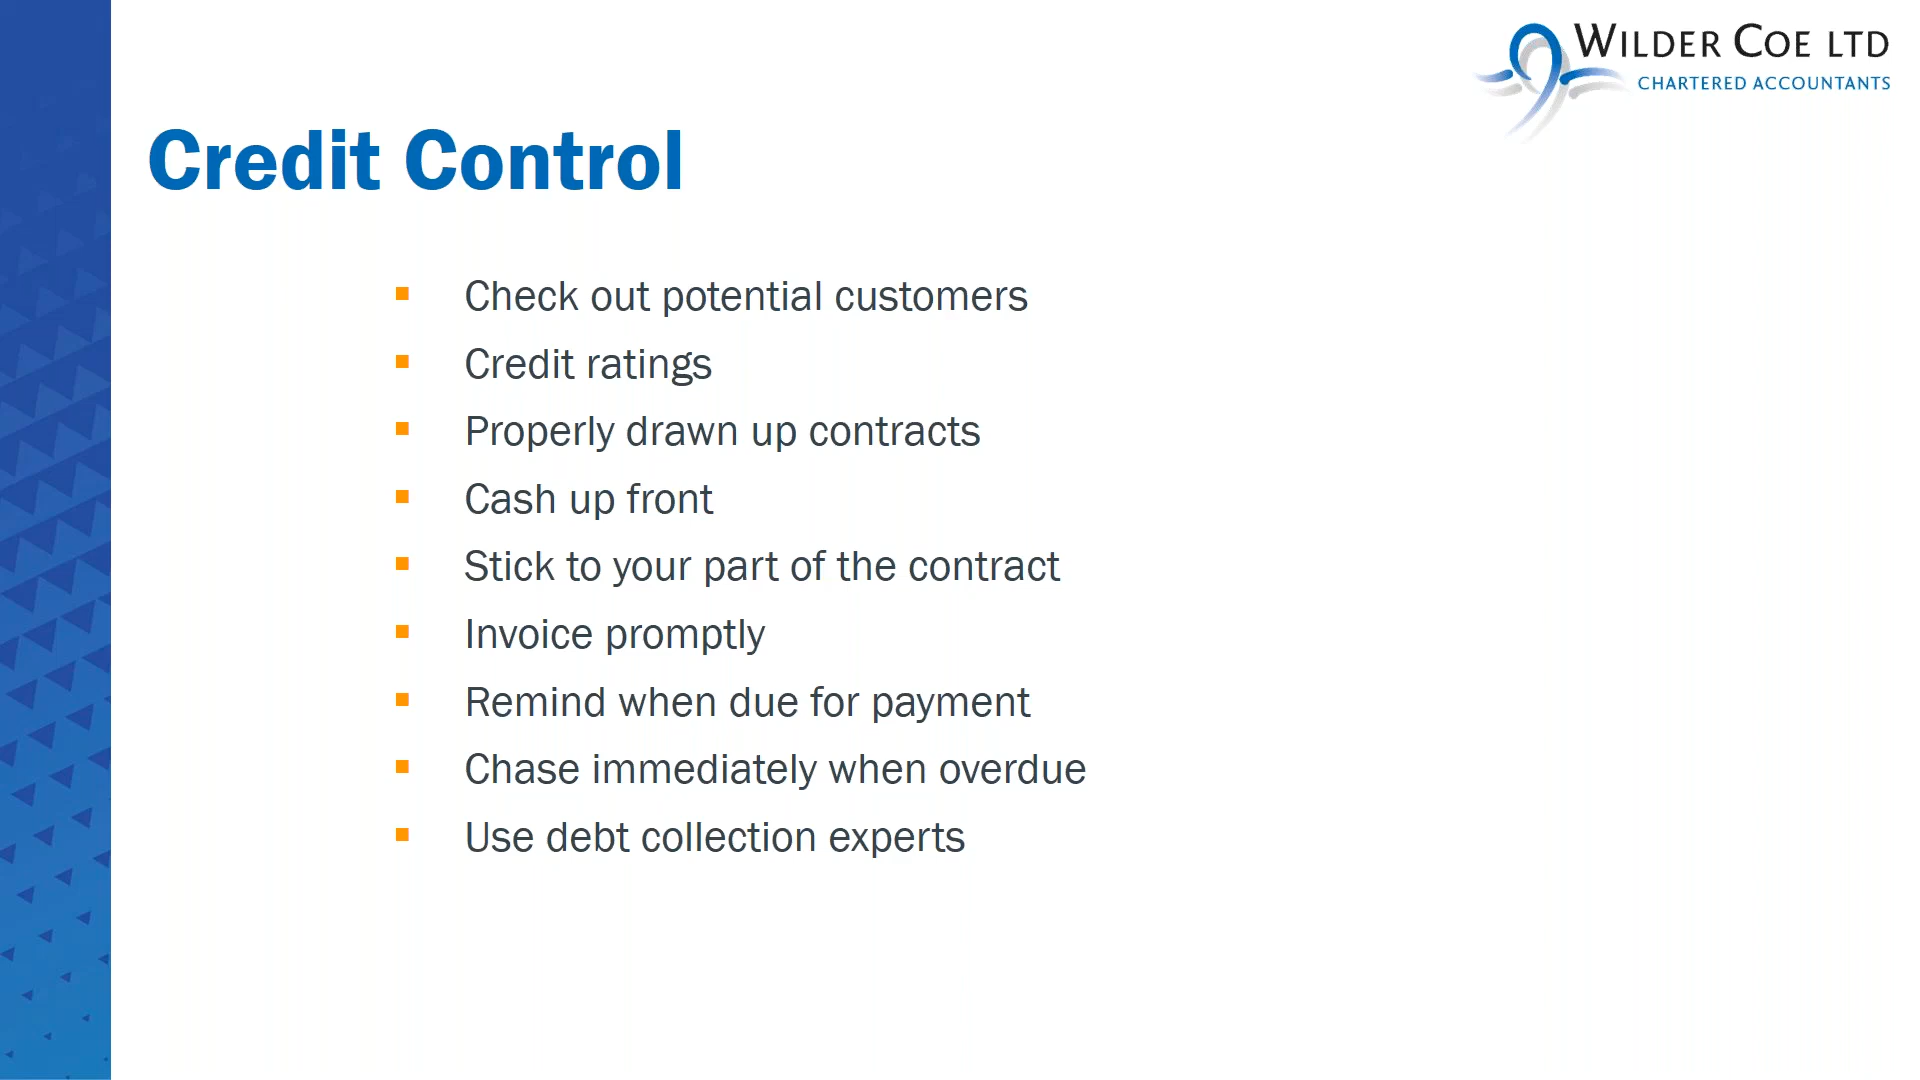 WILDER COE LTD
CHARTERED ACCOUNTANTS
Credit Control
Check out potential customers
Credit ratings
Properly drawn up contracts
Cash up front
Stick to your part of the contract
Invoice promptly
Remind when due for payment
Chase immediately when overdue
Use debt collection experts